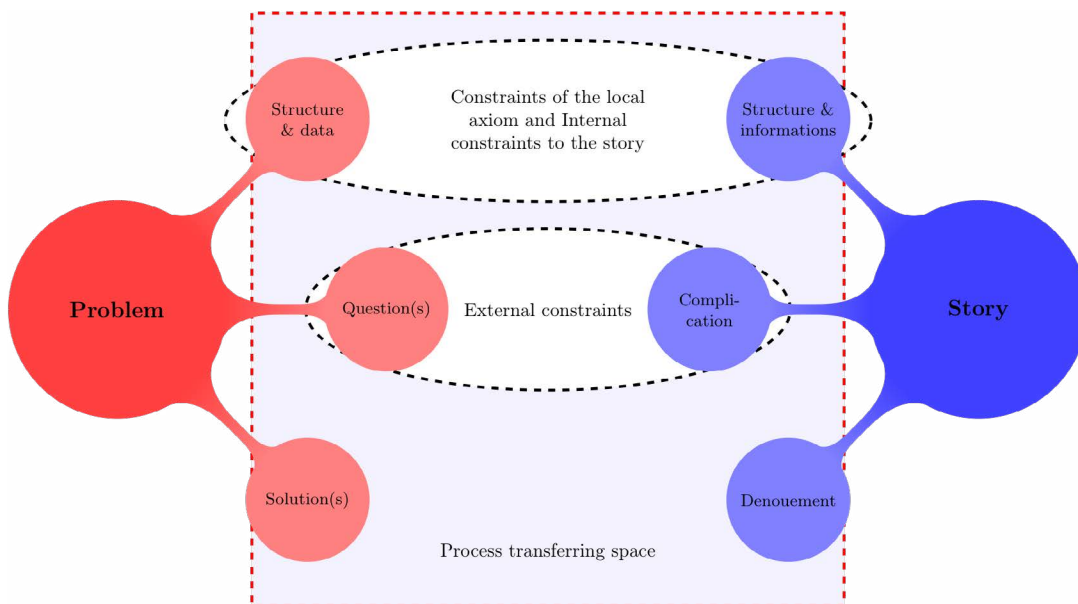 Structure
& data
Constraints of the local
axiom and Internal
constraints to the story
Structure &
informations
Problem
Question(s)
External constraints
Compli-
cation
Story
Solution(s)
Denouement
Process transferring space